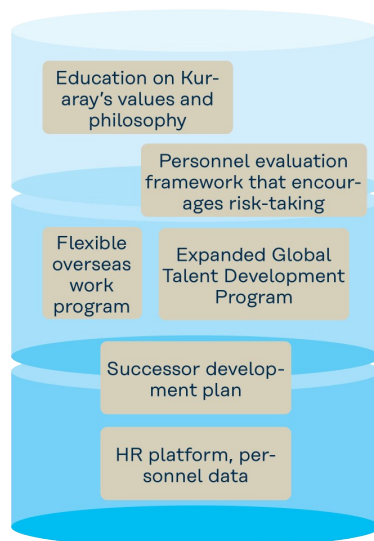 Education on Kur-
aray's values and
philosophy
Personnel evaluation
framework that encour-
ages risk-taking
Flexible
overseas
work
program
Expanded Global
Talent Development
Program
Successor develop-
ment plan
HR platform, per-
sonnel data